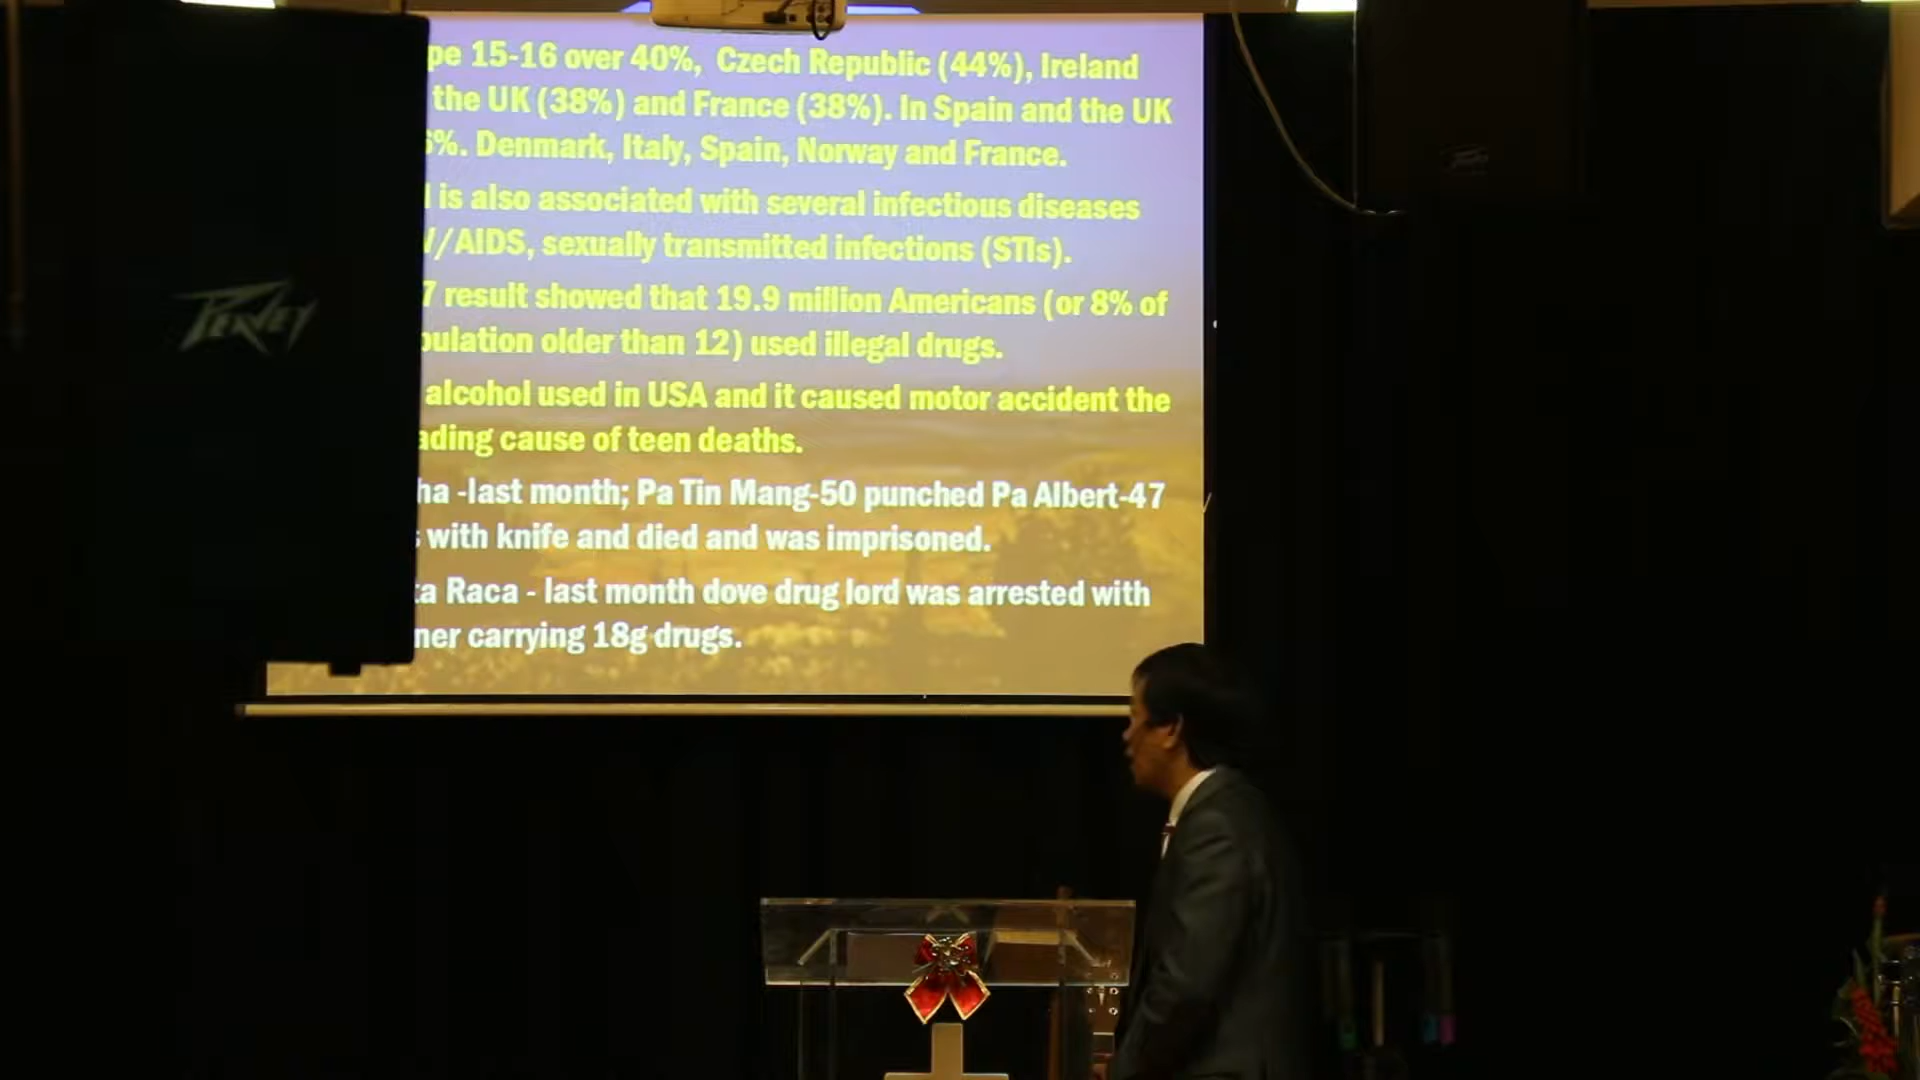 pe 15-16 over 40%, Czech Republic (44%), Ireland
the UK (38%) and France (38%). In Spain and the UK
%. Denmark, Italy, Spain, Norway and France.
is also associated with several infectious diseases
/AIDS, sexually transmitted infections (STIs).
7 result showed that 19.9 million Americans (or 8% of
pulation older than 12) used illegal drugs.
alcohol used in USA and it caused motor accident the
ading cause of teen deaths.
ha -last month; Pa Tin Mang-50 punched Pa Albert-47
with knife and died and was imprisoned.
ta Raca - last month dove drug lord was arrested with
ner carrying 18g drugs.
PEAVEY